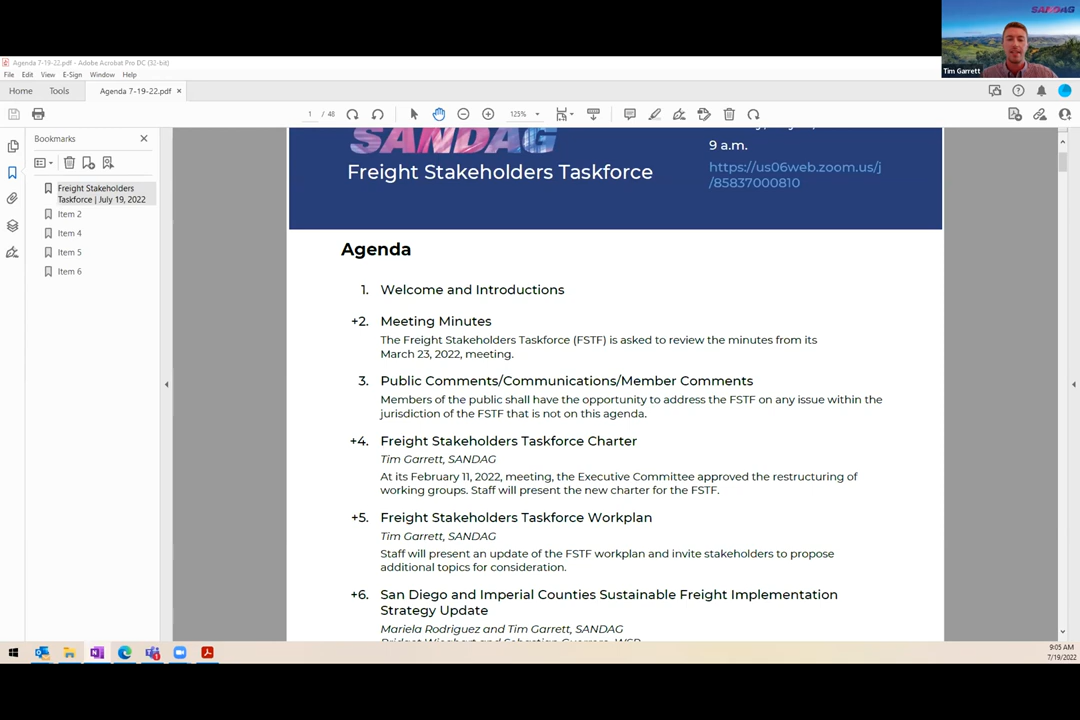 SANDAG
Tim Garrett
Agenda 7-19-22.pdf - Adobe Acrobat Pro DC (32-bit)
File Edit View E-Sign Window Help
Home Tools Agenda 7-19-22.pdf ×
1 / 48 125%
Bookmarks
Freight Stakeholders
Taskforce | July 19, 2022
Item 2
Item 4
Item 5
Item 6
SANDAG
Freight Stakeholders Taskforce
9 a.m.
https://us06web.zoom.us/j
/85837000810
Agenda
1. Welcome and Introductions
+2. Meeting Minutes
The Freight Stakeholders Taskforce (FSTF) is asked to review the minutes from its
March 23, 2022, meeting.
3. Public Comments/Communications/Member Comments
Members of the public shall have the opportunity to address the FSTF on any issue within the
jurisdiction of the FSTF that is not on this agenda.
+4. Freight Stakeholders Taskforce Charter
Tim Garrett, SANDAG
At its February 11, 2022, meeting, the Executive Committee approved the restructuring of
working groups. Staff will present the new charter for the FSTF.
+5. Freight Stakeholders Taskforce Workplan
Tim Garrett, SANDAG
Staff will present an update of the FSTF workplan and invite stakeholders to propose
additional topics for consideration.
+6. San Diego and Imperial Counties Sustainable Freight Implementation
Strategy Update
Mariela Rodriguez and Tim Garrett, SANDAG
9:05 AM
7/19/2022